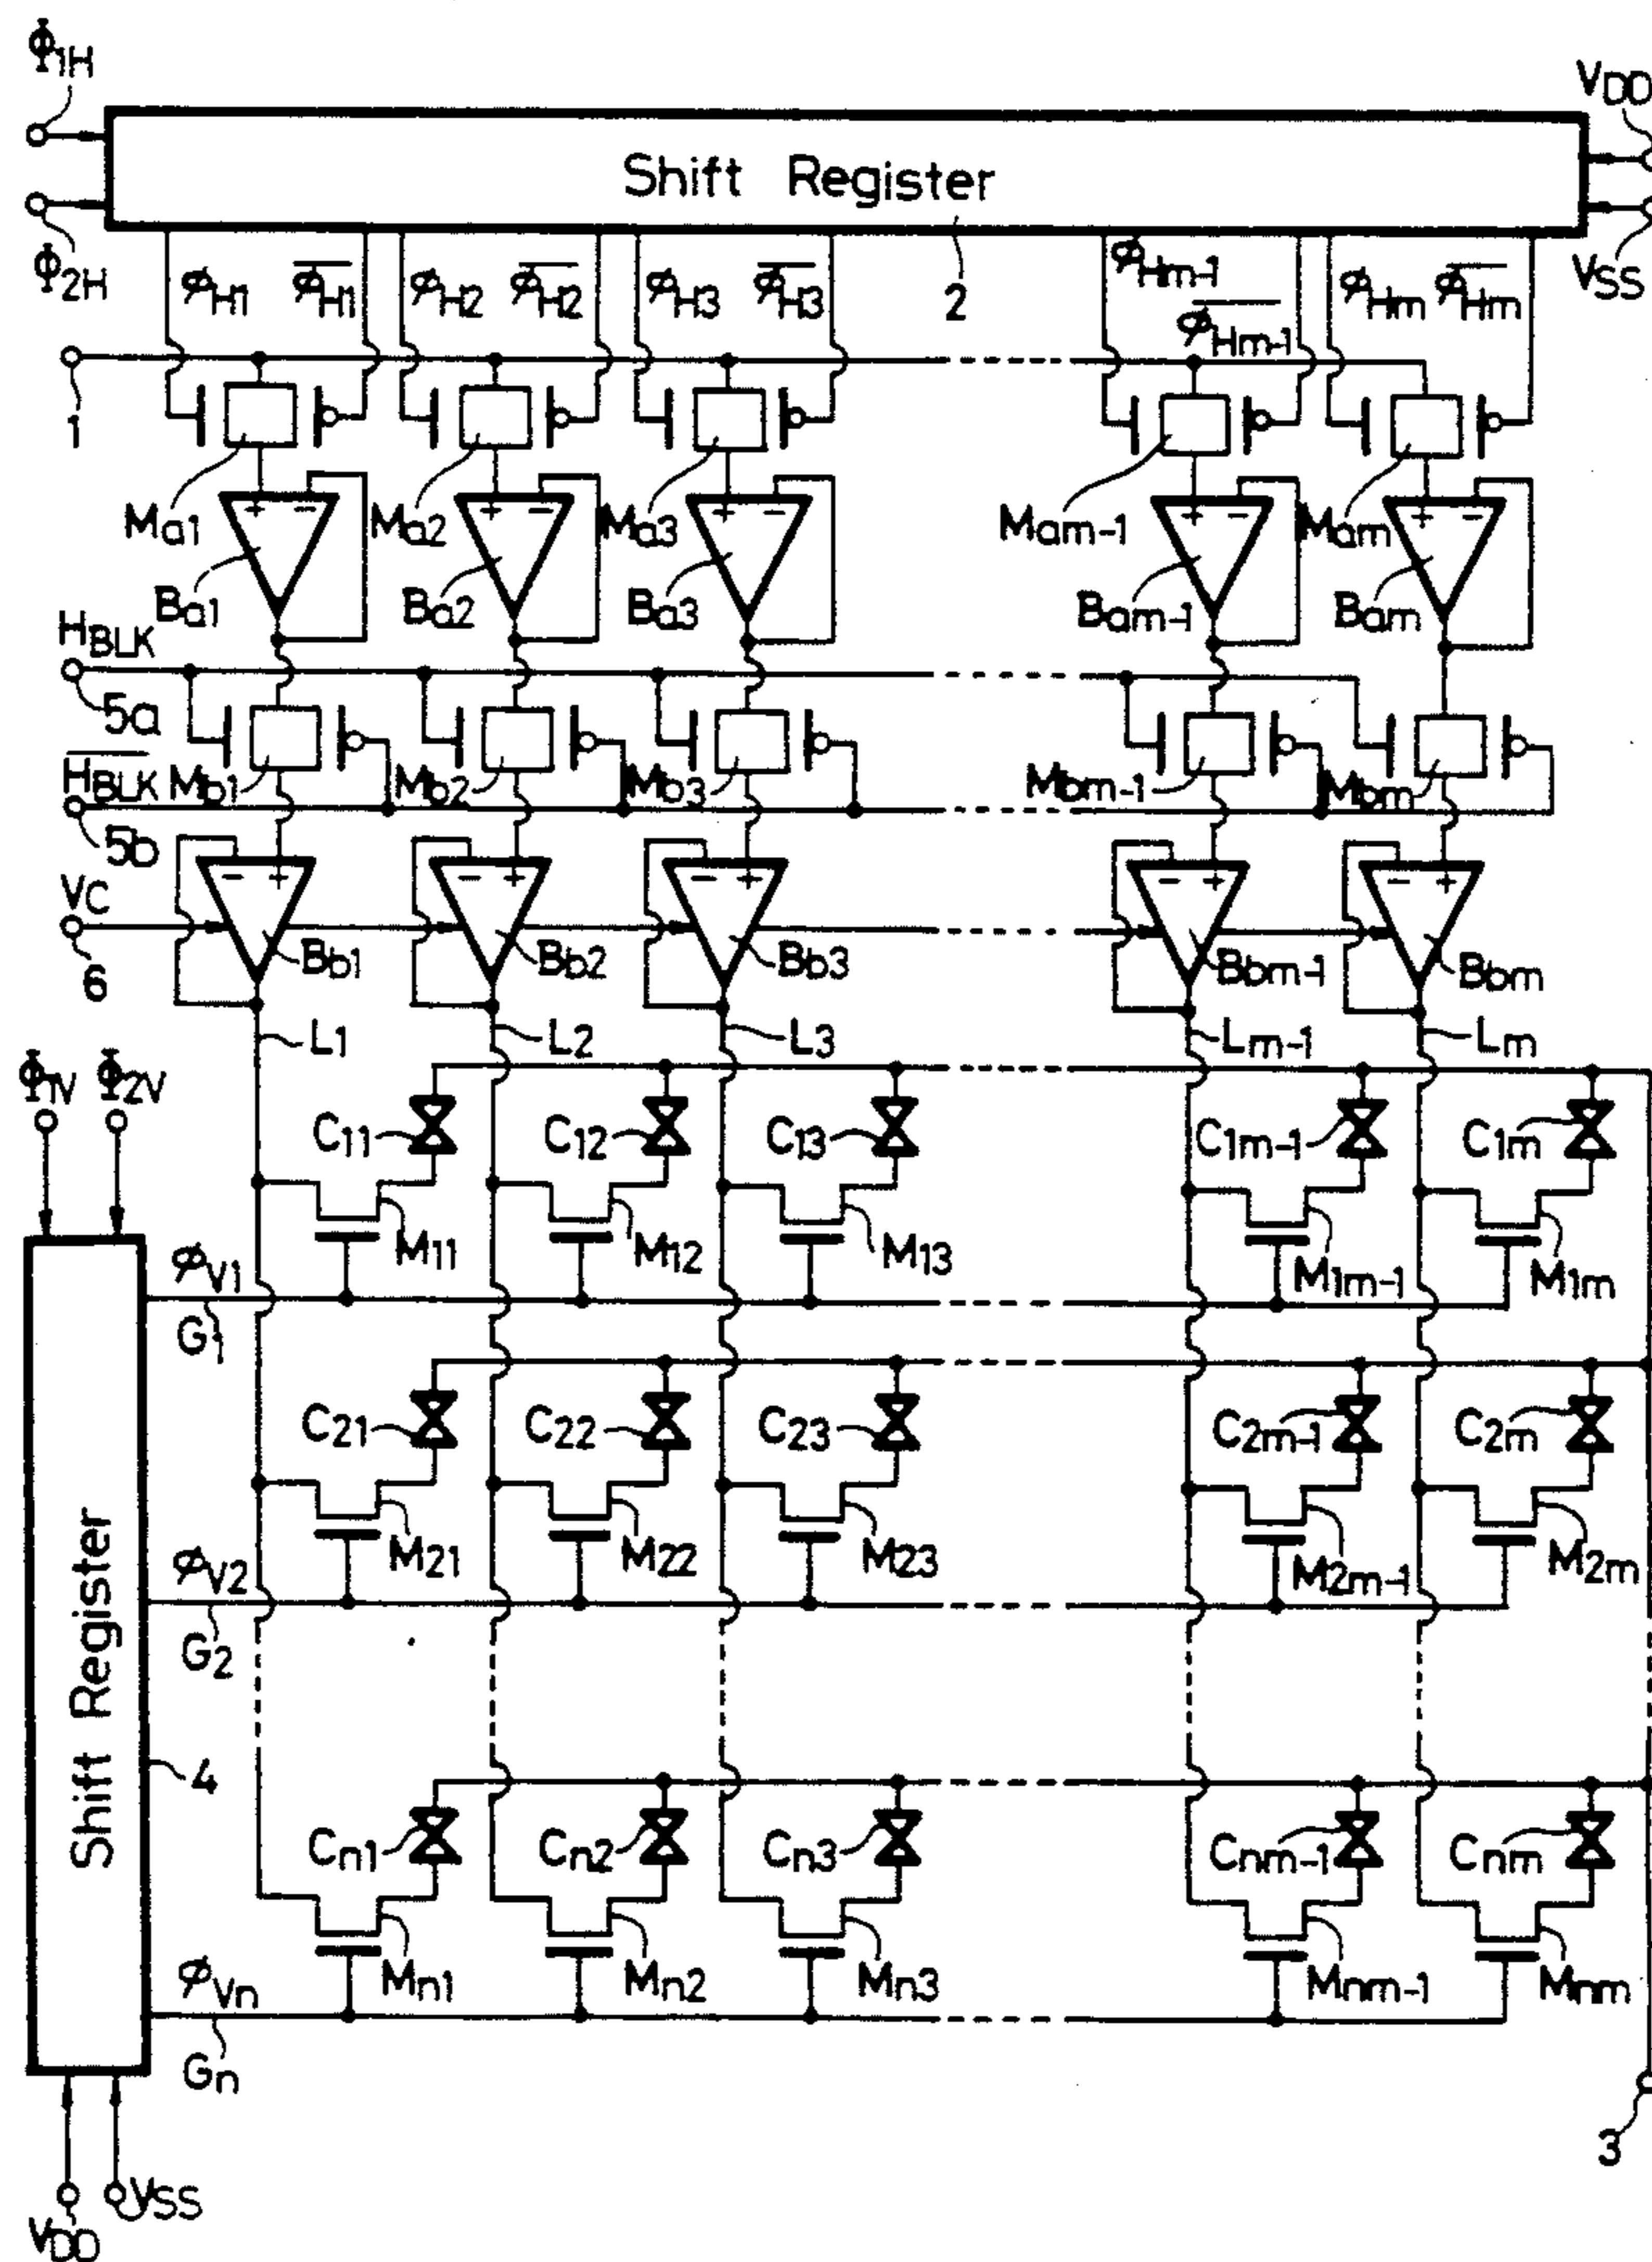 Φ1H
VDD
Shift Register
Φ2H
VSS
2
φH1 φH1‾ φH2 φH2‾ φH3 φH3‾ φHm-1 φHm-1‾ φHm φHm‾
1
Ma1 Ma2 Ma3 Mam-1 Mam
Ba1 Ba2 Ba3 Bam-1 Bam
+ − + − + − + − + −
HBLK
5a
HBLK‾ Mb1 Mb2 Mb3 Mbm-1 Mbm
5b
− + − + − + − + − +
VC
6
Bb1 Bb2 Bb3 Bbm-1 Bbm
L1 L2 L3 Lm-1 Lm
Φ1V Φ2V
C11 C12 C13 C1m-1 C1m
M11 M12 M13 M1m-1 M1m
φV1
G1
C21 C22 C23 C2m-1 C2m
M21 M22 M23 M2m-1 M2m
φV2
G2
Shift Register
4
Cn1 Cn2 Cn3 Cnm-1 Cnm
Mn1 Mn2 Mn3 Mnm-1 Mnm
φVn
Gn
3
VSS
VDD